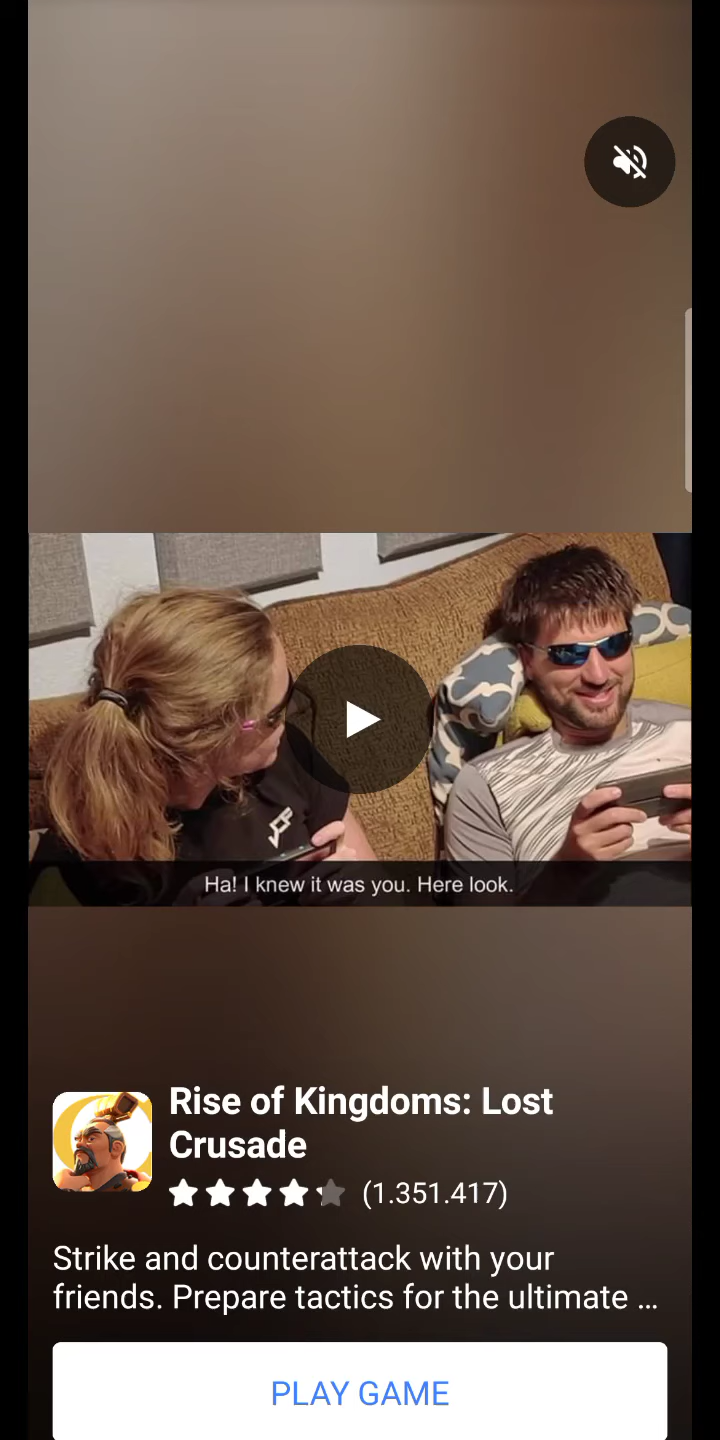 Ha! I knew it was you. Here look.
Rise of Kingdoms: Lost
Crusade
(1.351.417)
Strike and counterattack with your
friends. Prepare tactics for the ultimate ...
PLAY GAME